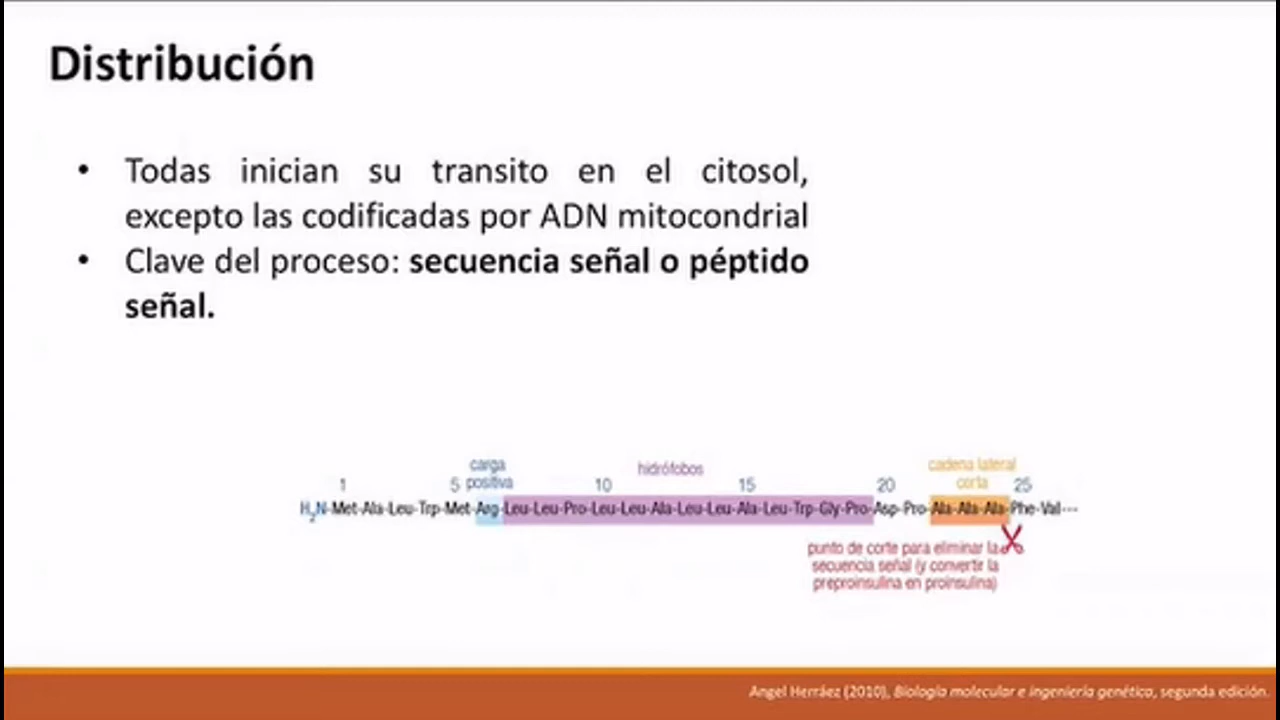 Distribución
• Todas inician su transito en el citosol,
excepto las codificadas por ADN mitocondrial
• Clave del proceso: secuencia señal o péptido
señal.
carga
positiva
hidrófobos
cadena lateral
corta
1 5 10 15 20 25
H2N-Met-Ala-Leu-Trp-Met-Arg-Leu-Leu-Pro-Leu-Leu-Ala-Leu-Leu-Ala-Leu-Trp-Gly-Pro-Asp-Pro-Ala-Ala-Ala-Phe-Val---
punto de corte para eliminar la
secuencia señal (y convertir la
preproinsulina en proinsulina)
Angel Herráez (2010), Biología molecular e ingeniería genética, segunda edición.